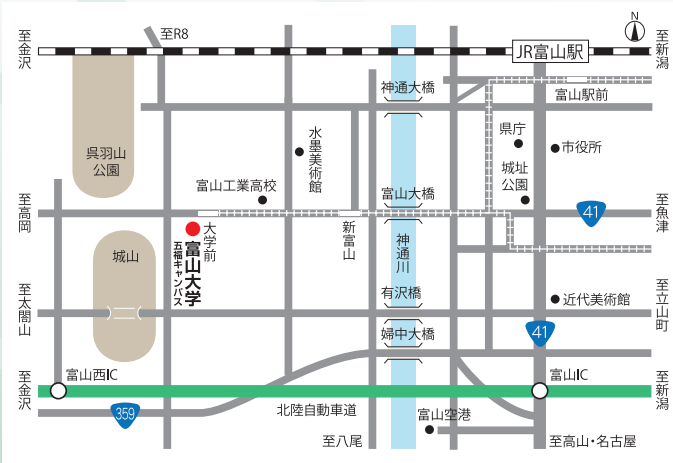 至R8
N
至金沢
JR富山駅
至新潟
神通大橋
富山駅前
県庁
市役所
水墨美術館
呉羽山
公園
城址
公園
富山工業高校
富山大橋
至高岡
41
至魚津
大学前
新富山
神通川
富山大学
五福キャンパス
城山
至太閤山
有沢橋
近代美術館
至立山町
婦中大橋
41
至金沢
富山西IC
富山IC
至新潟
359
北陸自動車道
富山空港
至八尾
至高山・名古屋